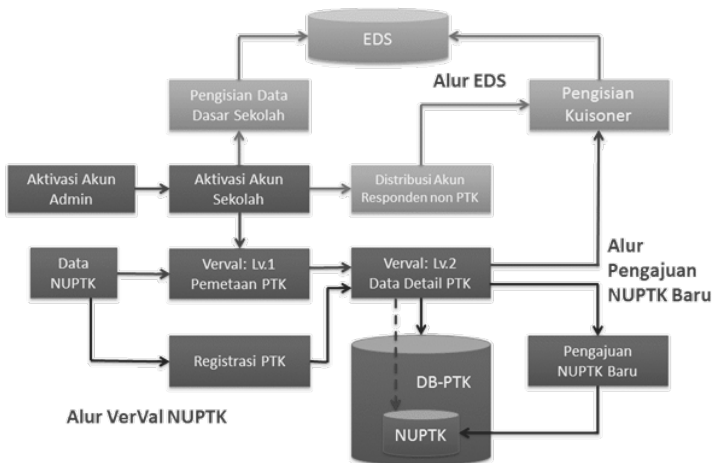 EDS
Alur EDS
Pengisian Data
Dasar Sekolah
Pengisian
Kuisoner
Aktivasi Akun
Admin
Aktivasi Akun
Sekolah
Distribusi Akun
Responden non PTK
Alur
Pengajuan
NUPTK Baru
Data
NUPTK
Verval: Lv.1
Pemetaan PTK
Verval: Lv.2
Data Detail PTK
Registrasi PTK
Pengajuan
NUPTK Baru
DB-PTK
NUPTK
Alur VerVal NUPTK